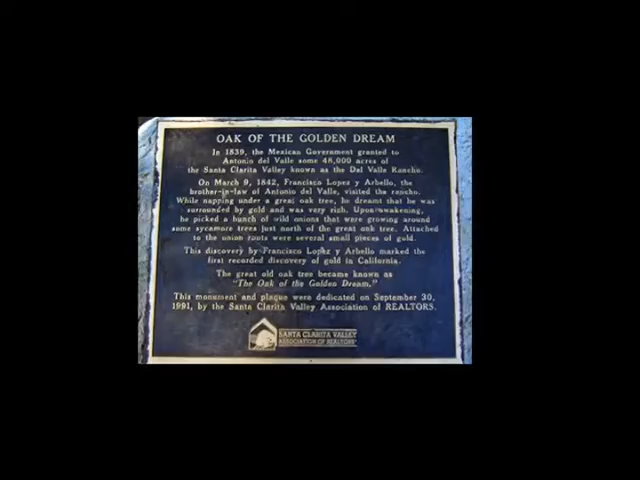 OAK OF THE GOLDEN DREAM
In 1839, the Mexican Government granted to
Antonio del Valle some 48,000 acres of
the Santa Clarita Valley known as the Del Valle Rancho.
On March 9, 1842, Francisco Lopez y Arbello, the
brother-in-law of Antonio del Valle, visited the rancho.
While napping under a great oak tree, he dreamt that he was
surrounded by gold and was very rich. Upon awakening,
he picked a bunch of wild onions that were growing around
some sycamore trees just north of the great oak tree. Attached
to the onion roots were several small pieces of gold.
This discovery by Francisco Lopez y Arbello marked the
first recorded discovery of gold in California.
The great old oak tree became known as
"The Oak of the Golden Dream."
This monument and plaque were dedicated on September 30,
1991, by the Santa Clarita Valley Association of REALTORS.
SANTA CLARITA VALLEY
ASSOCIATION OF REALTORS®